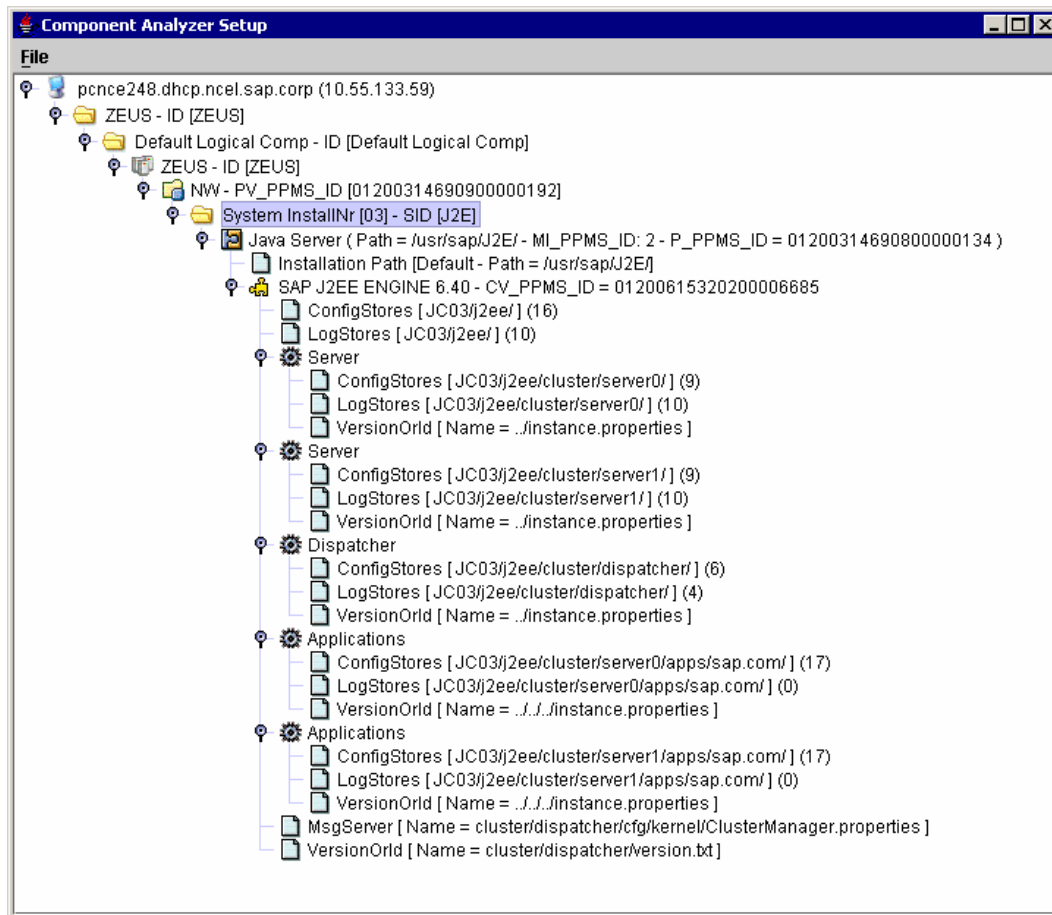 Component Analyzer Setup
File
pcnce248.dhcp.ncel.sap.corp (10.55.133.59)
ZEUS - ID [ZEUS]
Default Logical Comp - ID [Default Logical Comp]
ZEUS - ID [ZEUS]
NW - PV_PPMS_ID [01200314690900000192]
System InstallNr [03] - SID [J2E]
Java Server ( Path = /usr/sap/J2E/ - MI_PPMS_ID: 2 - P_PPMS_ID = 01200314690800000134 )
Installation Path [Default - Path = /usr/sap/J2E/]
SAP J2EE ENGINE 6.40 - CV_PPMS_ID = 01200615320200006685
ConfigStores [ JC03/j2ee/ ] (16)
LogStores [ JC03/j2ee/ ] (10)
Server
ConfigStores [ JC03/j2ee/cluster/server0/ ] (9)
LogStores [ JC03/j2ee/cluster/server0/ ] (10)
VersionOrId [ Name = ../instance.properties ]
Server
ConfigStores [ JC03/j2ee/cluster/server1/ ] (9)
LogStores [ JC03/j2ee/cluster/server1/ ] (10)
VersionOrId [ Name = ../instance.properties ]
Dispatcher
ConfigStores [ JC03/j2ee/cluster/dispatcher/ ] (6)
LogStores [ JC03/j2ee/cluster/dispatcher/ ] (4)
VersionOrId [ Name = ../instance.properties ]
Applications
ConfigStores [ JC03/j2ee/cluster/server0/apps/sap.com/ ] (17)
LogStores [ JC03/j2ee/cluster/server0/apps/sap.com/ ] (0)
VersionOrId [ Name = ../../../instance.properties ]
Applications
ConfigStores [ JC03/j2ee/cluster/server1/apps/sap.com/ ] (17)
LogStores [ JC03/j2ee/cluster/server1/apps/sap.com/ ] (0)
VersionOrId [ Name = ../../../instance.properties ]
MsgServer [ Name = cluster/dispatcher/cfg/kernel/ClusterManager.properties ]
VersionOrId [ Name = cluster/dispatcher/version.txt ]